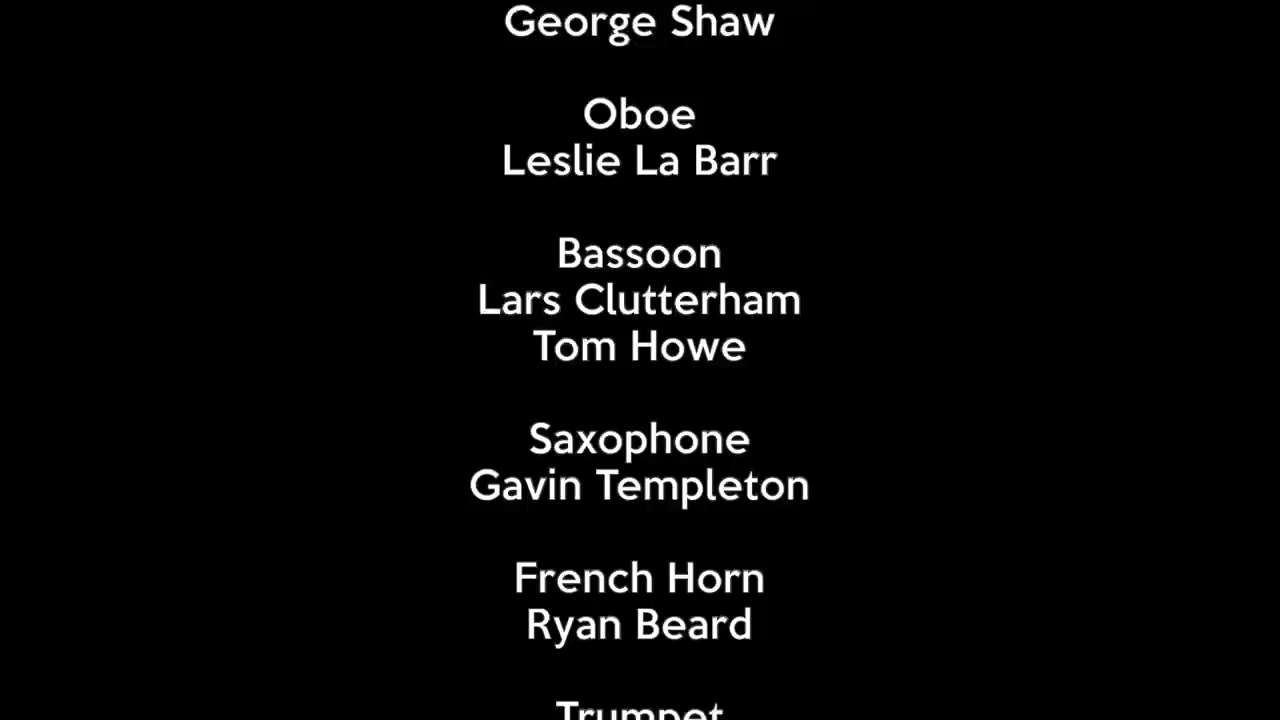 George Shaw
Oboe
Leslie La Barr
Bassoon
Lars Clutterham
Tom Howe
Saxophone
Gavin Templeton
French Horn
Ryan Beard
Trumpet